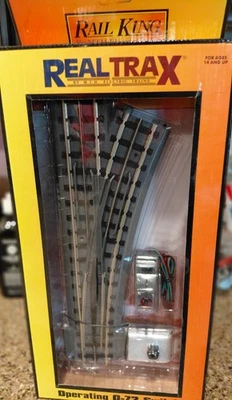 RAIL KING
REALTRAX
BY M.T.H. ELECTRIC TRAINS
FOR AGES
14 AND UP
Operating O-72